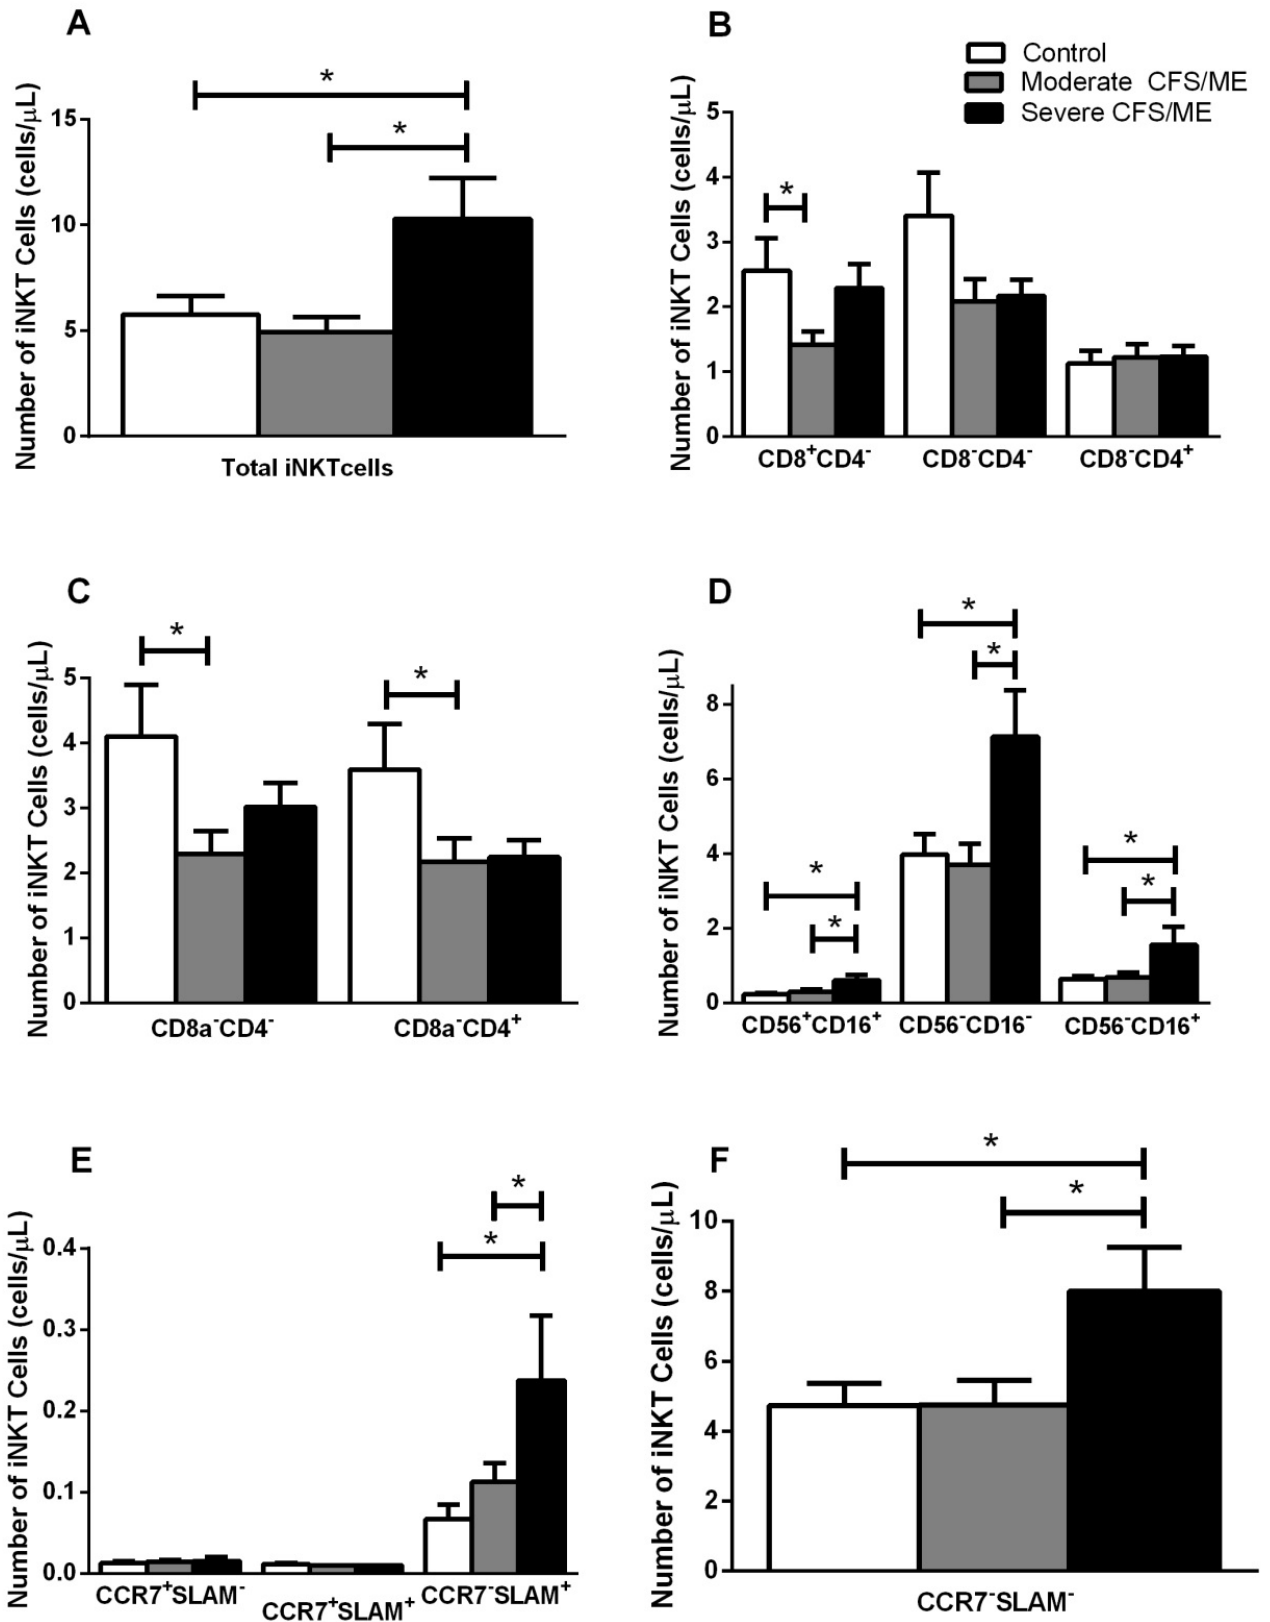 A
Number of iNKT Cells (cells/μL)
15
10
5
0
*
*
Total iNKTcells
B
Control
Moderate CFS/ME
Severe CFS/ME
Number of iNKT Cells (cells/μL)
5
4
3
2
1
0
*
CD8⁺CD4⁻
CD8⁻CD4⁻
CD8⁻CD4⁺
C
Number of iNKT Cells (cells/μL)
5
4
3
2
1
0
*
*
CD8a⁻CD4⁻
CD8a⁻CD4⁺
D
Number of iNKT Cells (cells/μL)
8
6
4
2
0
*
*
*
*
*
*
CD56⁺CD16⁺
CD56⁻CD16⁻
CD56⁻CD16⁺
E
Number of iNKT Cells (cells/μL)
0.4
0.3
0.2
0.1
0.0
*
*
CCR7⁺SLAM⁻
CCR7⁺SLAM⁺
CCR7⁻SLAM⁺
F
Number of iNKT Cells (cells/μL)
10
8
6
4
2
0
*
*
CCR7⁻SLAM⁻